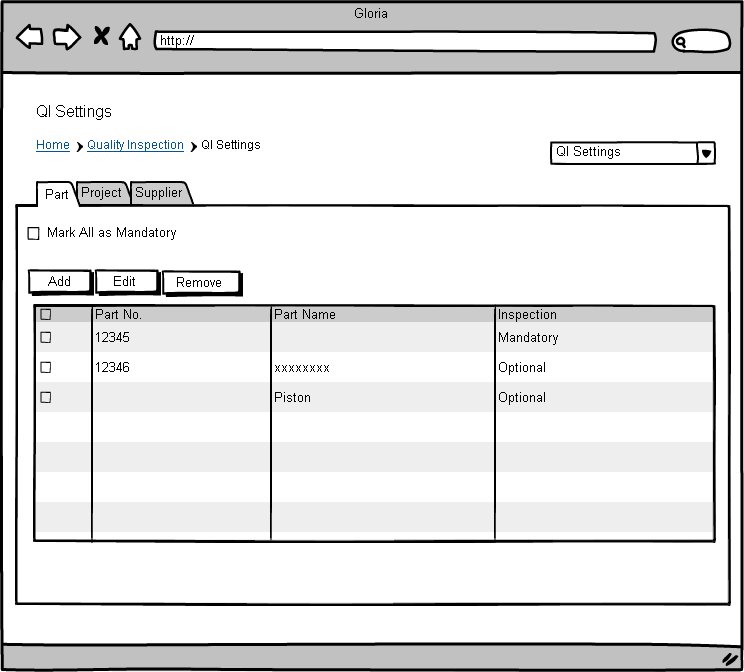 Gloria
http://
QI Settings
Home Quality Inspection QI Settings
QI Settings
Part Project Supplier
Mark All as Mandatory
Add Edit Remove
Part No. Part Name Inspection
12345 Mandatory
12346 xxxxxxxx Optional
Piston Optional